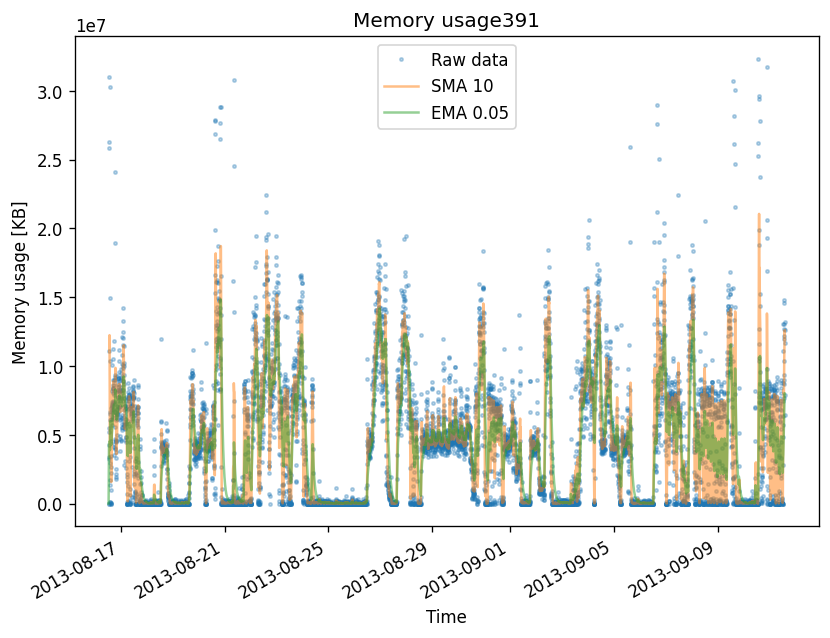 Memory usage391
1e7
Raw data
SMA 10
EMA 0.05
3.0
2.5
2.0
1.5
1.0
0.5
0.0
Memory usage [KB]
2013-08-17
2013-08-21
2013-08-25
2013-08-29
2013-09-01
2013-09-05
2013-09-09
Time